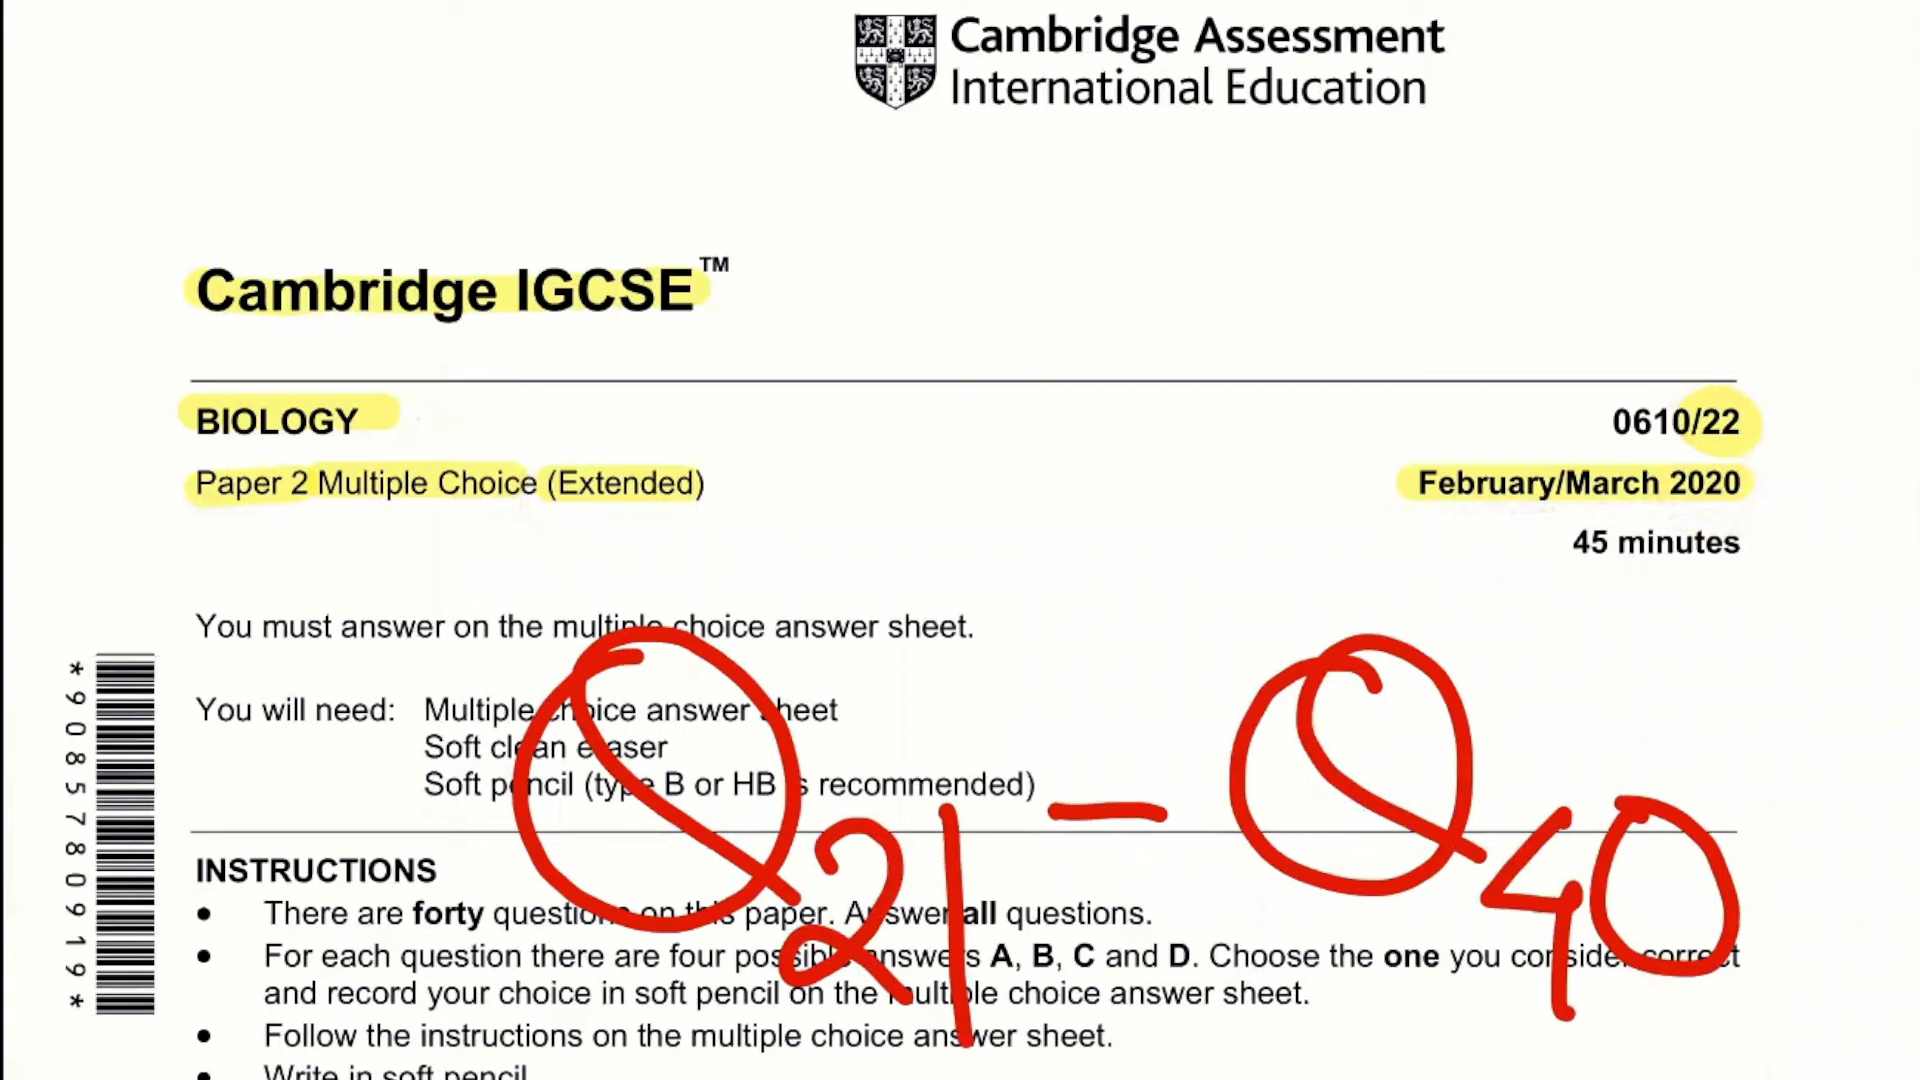 Cambridge Assessment
International Education
Cambridge IGCSE™
BIOLOGY 0610/22
Paper 2 Multiple Choice (Extended) February/March 2020
45 minutes
You must answer on the multiple choice answer sheet.
You will need: Multiple choice answer sheet
Soft clean eraser
Soft pencil (type B or HB is recommended)
Q21 - Q40
*9085780919*
INSTRUCTIONS
• There are forty questions on this paper. Answer all questions.
• For each question there are four possible answers A, B, C and D. Choose the one you consider correct
and record your choice in soft pencil on the multiple choice answer sheet.
• Follow the instructions on the multiple choice answer sheet.
• Write in soft pencil.